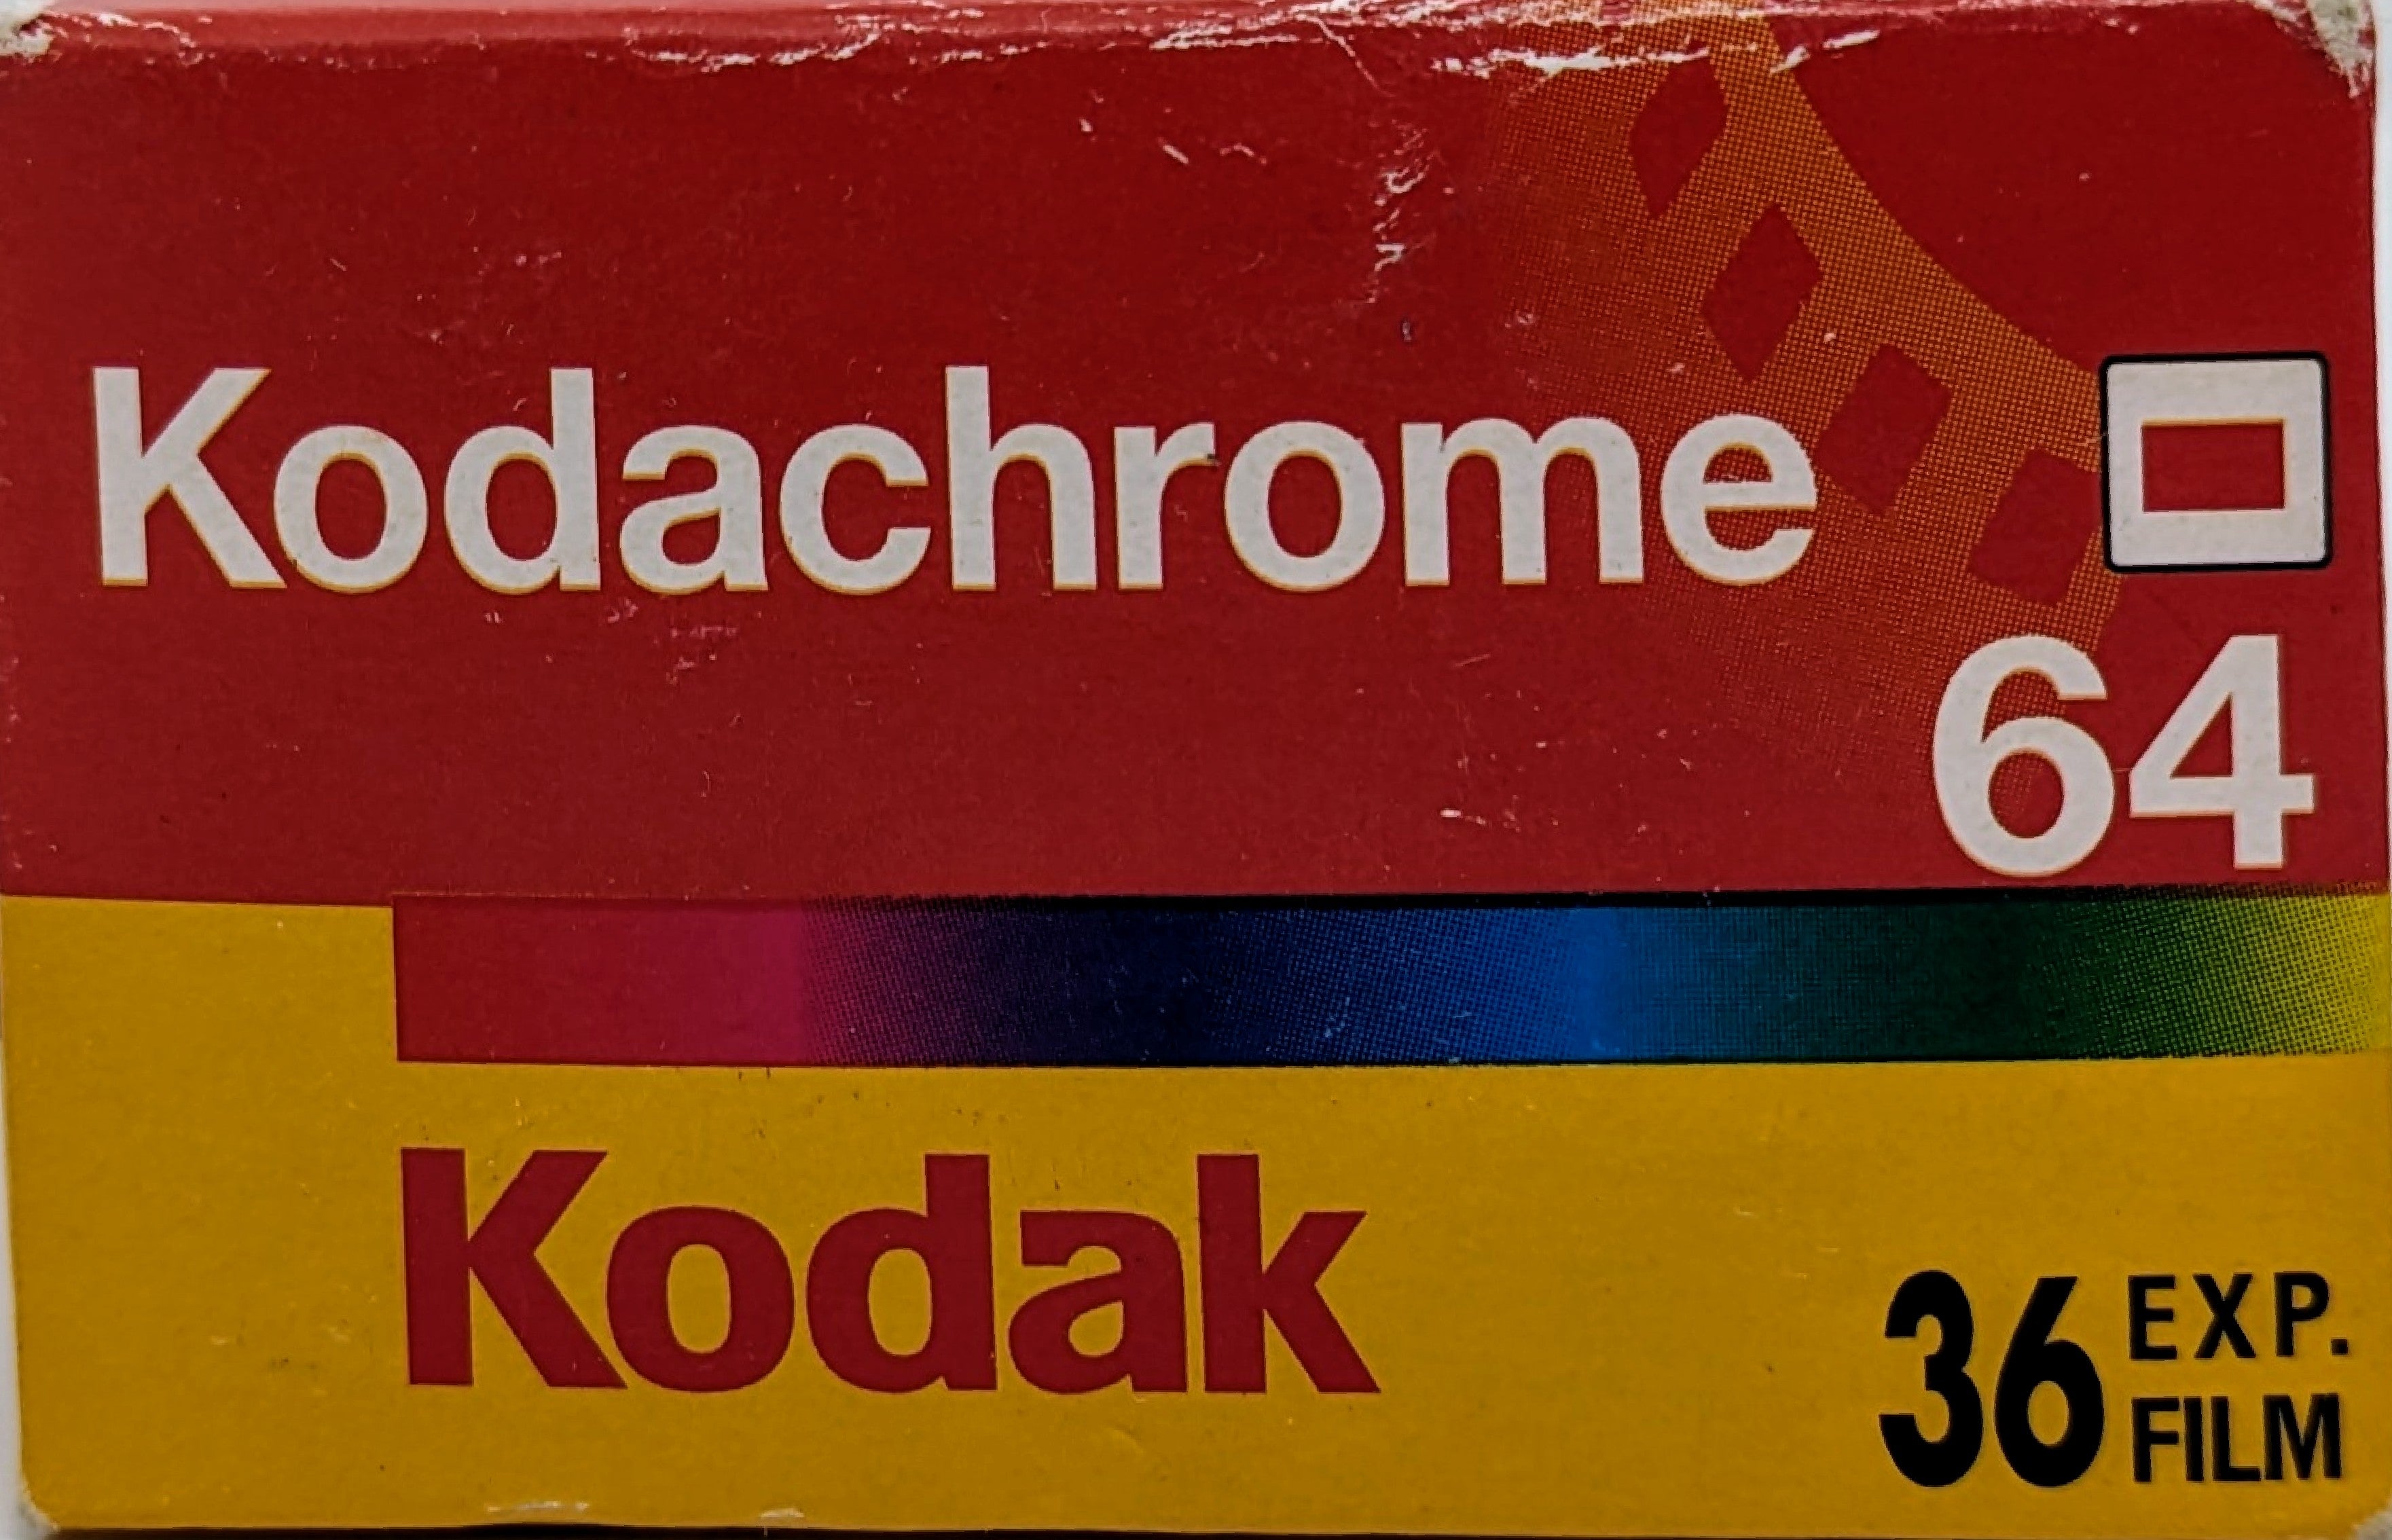 Kodachrome
64
Kodak
36 EXP.
FILM